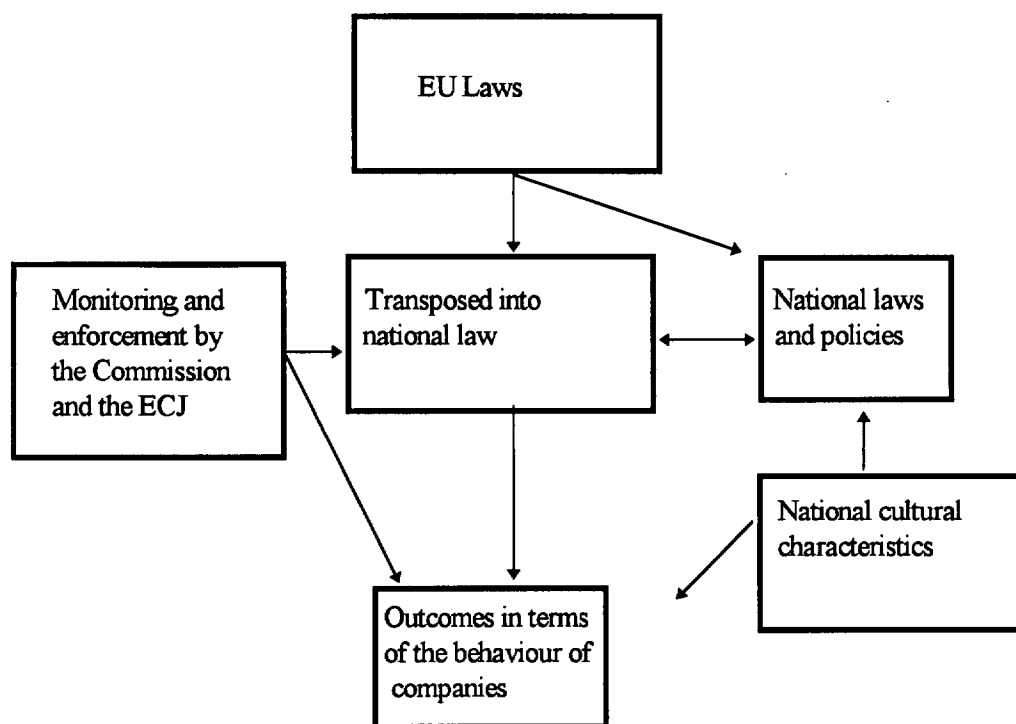 EU Laws
Monitoring and
enforcement by
the Commission
and the ECJ
Transposed into
national law
National laws
and policies
National cultural
characteristics
Outcomes in terms
of the behaviour of
companies